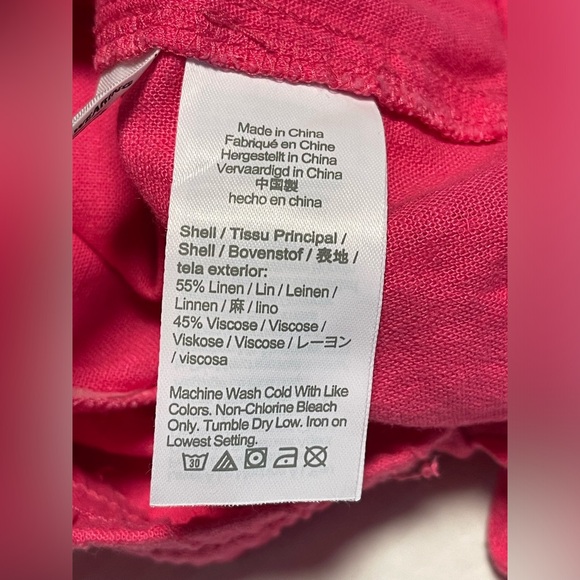 Made in China
Fabriqué en Chine
Hergestellt in China
Vervaardigd in China
中国製
hecho en china
Shell / Tissu Principal /
Shell / Bovenstof / 表地 /
tela exterior:
55% Linen / Lin / Leinen /
Linnen / 麻 / lino
45% Viscose / Viscose /
Viskose / Viscose / レーヨン
/ viscosa
Machine Wash Cold With Like
Colors. Non-Chlorine Bleach
Only. Tumble Dry Low. Iron on
Lowest Setting.
30